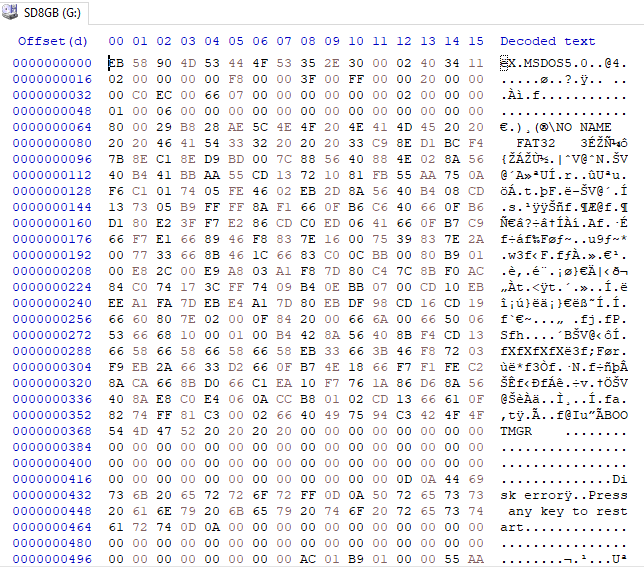 SD8GB (G:)
Offset(d) 00 01 02 03 04 05 06 07 08 09 10 11 12 13 14 15 Decoded text
0000000000 EB 58 90 4D 53 44 4F 53 35 2E 30 00 02 40 34 11 ëX.MSDOS5.0..@4.
0000000016 02 00 00 00 00 F8 00 00 3F 00 FF 00 00 20 00 00 .....ø..?.ÿ.. ..
0000000032 00 C0 EC 00 66 07 00 00 00 00 00 00 02 00 00 00 .Àì.f...........
0000000048 01 00 06 00 00 00 00 00 00 00 00 00 00 00 00 00 ................
0000000064 80 00 29 B8 28 AE 5C 4E 4F 20 4E 41 4D 45 20 20 €.)¸(®\NO NAME
0000000080 20 20 46 41 54 33 32 20 20 20 33 C9 8E D1 BC F4 FAT32   3ÉŽÑ¼ô
0000000096 7B 8E C1 8E D9 BD 00 7C 88 56 40 88 4E 02 8A 56 {ŽÁŽÙ½.|ˆV@ˆN.ŠV
0000000112 40 B4 41 BB AA 55 CD 13 72 10 81 FB 55 AA 75 0A @´A»ªUÍ.r..ûUªu.
0000000128 F6 C1 01 74 05 FE 46 02 EB 2D 8A 56 40 B4 08 CD öÁ.t.þF.ë-ŠV@´.Í
0000000144 13 73 05 B9 FF FF 8A F1 66 0F B6 C6 40 66 0F B6 .s.¹ÿÿŠñf.¶Æ@f.¶
0000000160 D1 80 E2 3F F7 E2 86 CD C0 ED 06 41 66 0F B7 C9 Ñ€â?÷â†ÍÀí.Af.·É
0000000176 66 F7 E1 66 89 46 F8 83 7E 16 00 75 39 83 7E 2A f÷áf‰Føƒ~..u9ƒ~*
0000000192 00 77 33 66 8B 46 1C 66 83 C0 0C BB 00 80 B9 01 .w3f‹F.fƒÀ.».€¹.
0000000208 00 E8 2C 00 E9 A8 03 A1 F8 7D 80 C4 7C 8B F0 AC .è,.é¨.¡ø}€Ä|‹ð¬
0000000224 84 C0 74 17 3C FF 74 09 B4 0E BB 07 00 CD 10 EB „Àt.<ÿt.´.»..Í.ë
0000000240 EE A1 FA 7D EB E4 A1 7D 80 EB DF 98 CD 16 CD 19 î¡ú}ëä¡}€ëß˜Í.Í.
0000000256 66 60 80 7E 02 00 0F 84 20 00 66 6A 00 66 50 06 f`€~...„ .fj.fP.
0000000272 53 66 68 10 00 01 00 B4 42 8A 56 40 8B F4 CD 13 Sfh....´BŠV@‹ôÍ.
0000000288 66 58 66 58 66 58 66 58 EB 33 66 3B 46 F8 72 03 fXfXfXfXë3f;Før.
0000000304 F9 EB 2A 66 33 D2 66 0F B7 4E 18 66 F7 F1 FE C2 ùë*f3Òf.·N.f÷ñþÂ
0000000320 8A CA 66 8B D0 66 C1 EA 10 F7 76 1A 86 D6 8A 56 ŠÊf‹ÐfÁê.÷v.†ÖŠV
0000000336 40 8A E8 C0 E4 06 0A CC B8 01 02 CD 13 66 61 0F @ŠèÀä..Ì¸..Í.fa.
0000000352 82 74 FF 81 C3 00 02 66 40 49 75 94 C3 42 4F 4F ‚tÿ.Ã..f@Iu”ÃBOO
0000000368 54 4D 47 52 20 20 20 20 00 00 00 00 00 00 00 00 TMGR    ........
0000000384 00 00 00 00 00 00 00 00 00 00 00 00 00 00 00 00 ................
0000000400 00 00 00 00 00 00 00 00 00 00 00 00 00 00 00 00 ................
0000000416 00 00 00 00 00 00 00 00 00 00 00 00 0D 0A 44 69 ..............Di
0000000432 73 6B 20 65 72 72 6F 72 FF 0D 0A 50 72 65 73 73 sk errorÿ..Press
0000000448 20 61 6E 79 20 6B 65 79 20 74 6F 20 72 65 73 74 any key to rest
0000000464 61 72 74 0D 0A 00 00 00 00 00 00 00 00 00 00 00 art.............
0000000480 00 00 00 00 00 00 00 00 00 00 00 00 00 00 00 00 ................
0000000496 00 00 00 00 00 00 00 00 AC 01 B9 01 00 00 55 AA ........¬.¹...Uª